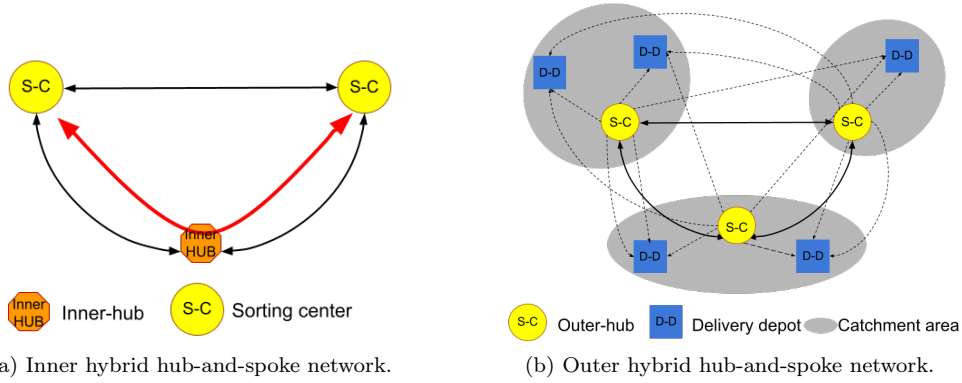 S-C
S-C
Inner
HUB
Inner
HUB
Inner-hub
S-C
Sorting center
a) Inner hybrid hub-and-spoke network.
D-D
D-D
D-D
S-C
S-C
S-C
D-D
D-D
S-C
Outer-hub
D-D
Delivery depot
Catchment area
(b) Outer hybrid hub-and-spoke network.